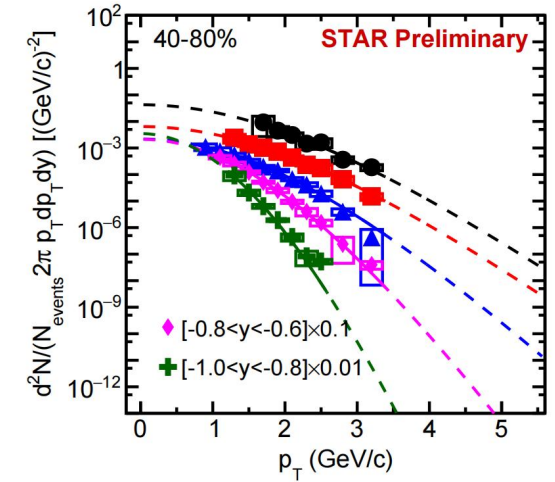 40-80%
STAR Preliminary
d²N/(N_events 2π p_T dp_T dy) [(GeV/c)⁻²]
10²
1
10⁻³
10⁻⁶
10⁻⁹
10⁻¹²
[-0.8<y<-0.6]×0.1
[-1.0<y<-0.8]×0.01
0 1 2 3 4 5
p_T (GeV/c)